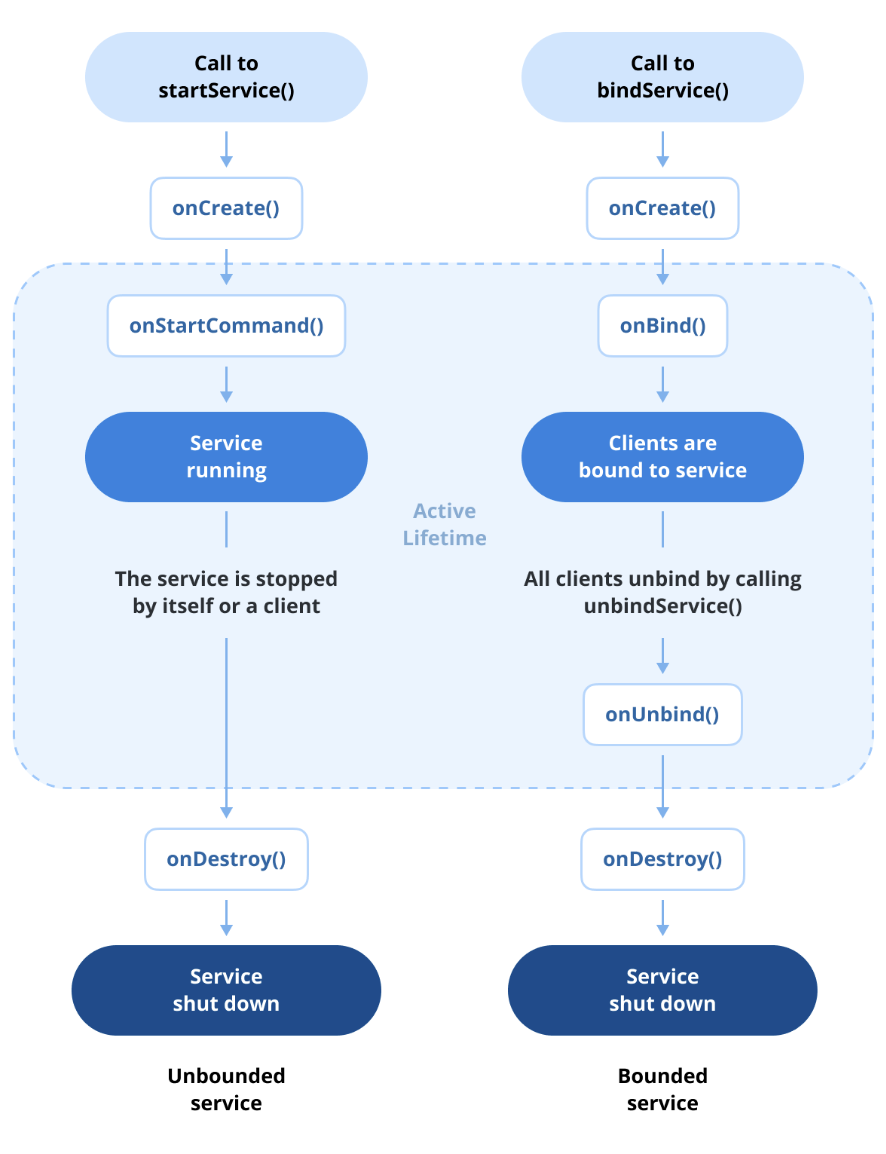 Call to
startService()
onCreate()
onStartCommand()
Service
running
The service is stopped
by itself or a client
onDestroy()
Service
shut down
Unbounded
service
Active
Lifetime
Call to
bindService()
onCreate()
onBind()
Clients are
bound to service
All clients unbind by calling
unbindService()
onUnbind()
onDestroy()
Service
shut down
Bounded
service